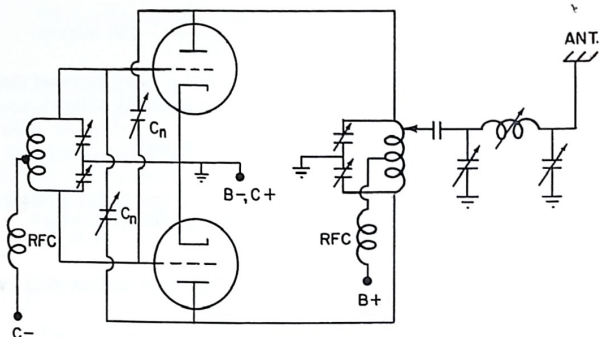 ANT.
Cn
B-,C+
Cn
RFC
RFC
B+
C-